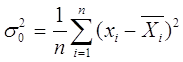 σ₀² = 1/n ∑ᵢ₌₁ⁿ (xᵢ − X̅ᵢ)²